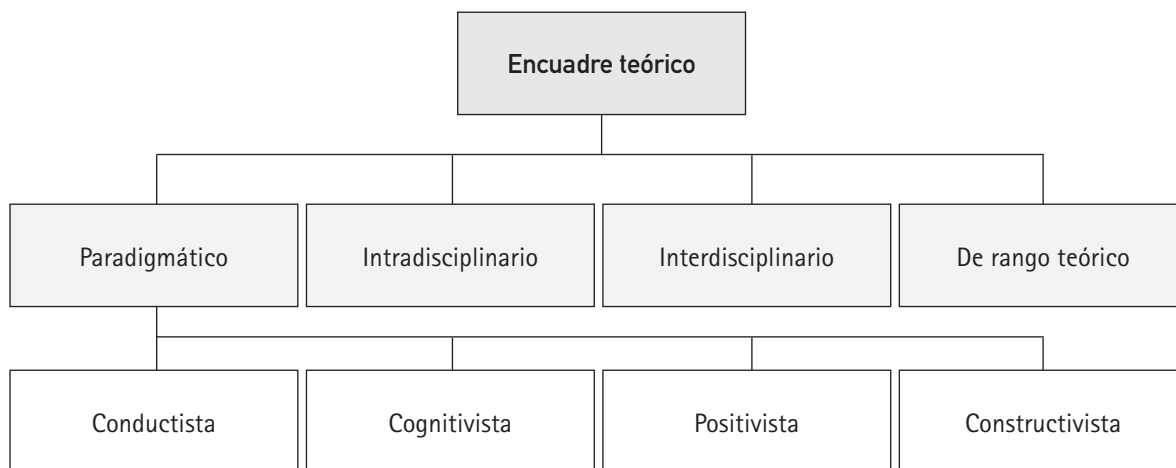 Encuadre teórico
Paradigmático
Intradisciplinario
Interdisciplinario
De rango teórico
Conductista
Cognitivista
Positivista
Constructivista